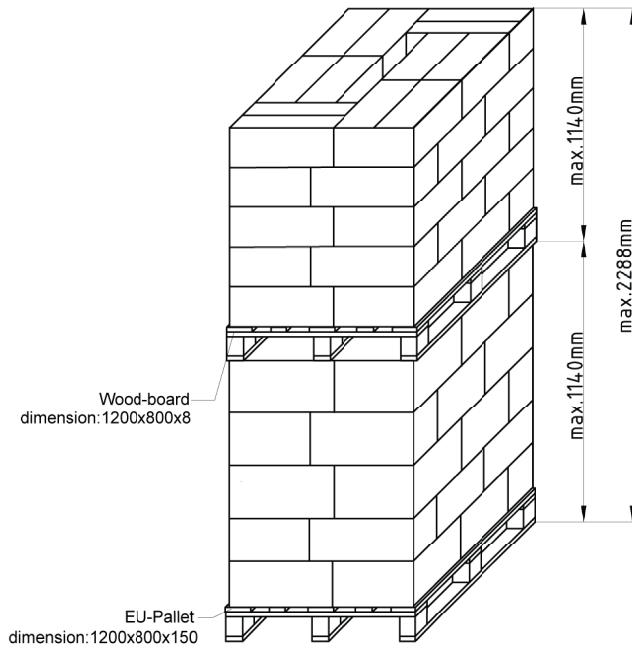 max.1140mm
max.2288mm
max.1140mm
Wood-board
dimension:1200x800x8
EU-Pallet
dimension:1200x800x150